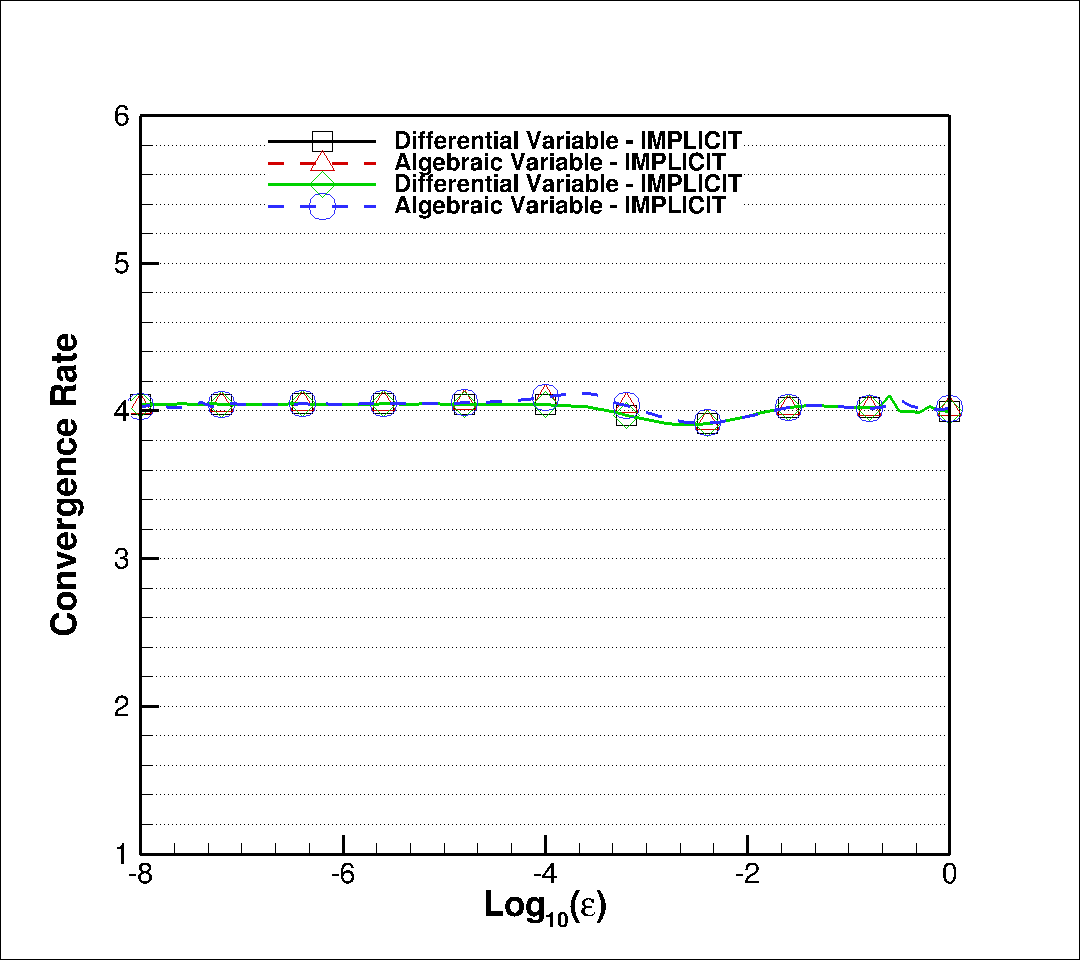 6
Differential Variable - IMPLICIT
Algebraic Variable - IMPLICIT
Differential Variable - IMPLICIT
Algebraic Variable - IMPLICIT
5
4
3
2
1
Convergence Rate
-8 -6 -4 -2 0
Log10(ε)